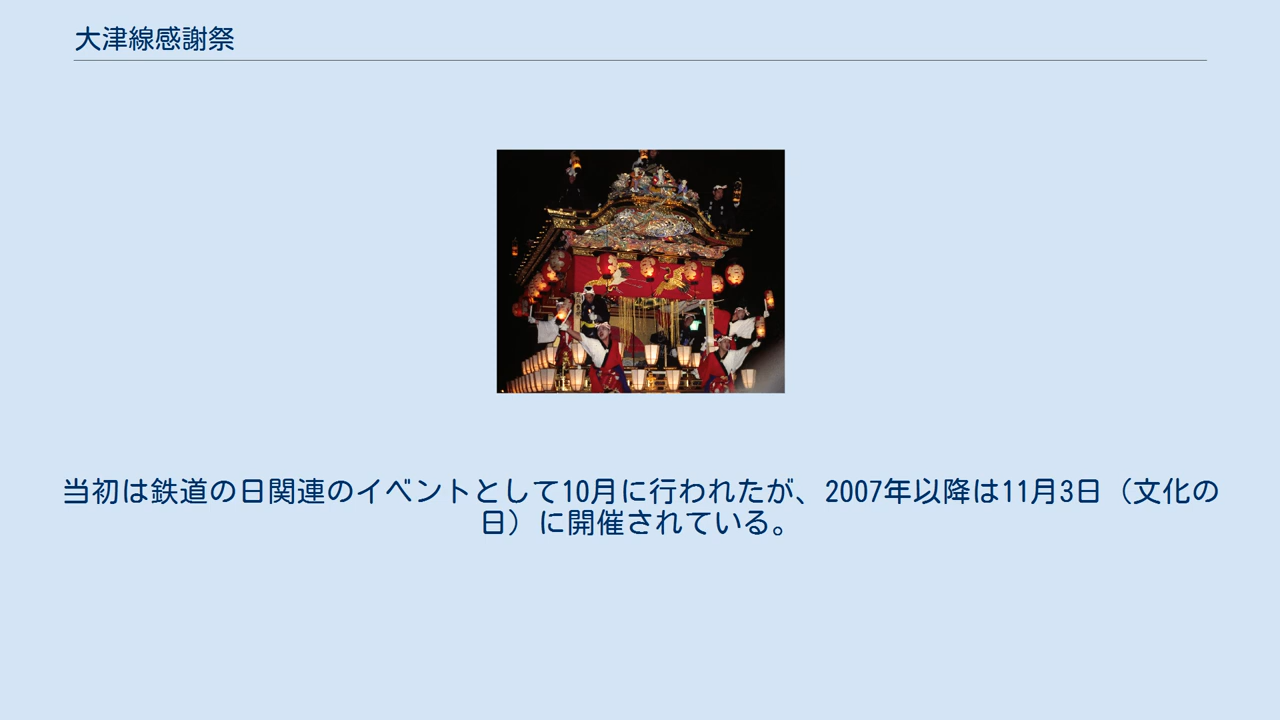 大津線感謝祭
当初は鉄道の日関連のイベントとして10月に行われたが、2007年以降は11月3日（文化の
日）に開催されている。